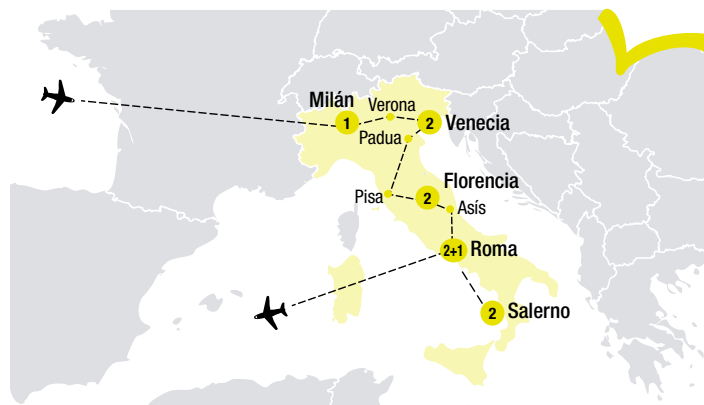 Milán
Verona
1
2
Venecia
Padua
Florencia
Pisa
2
Asís
2+1
Roma
2
Salerno